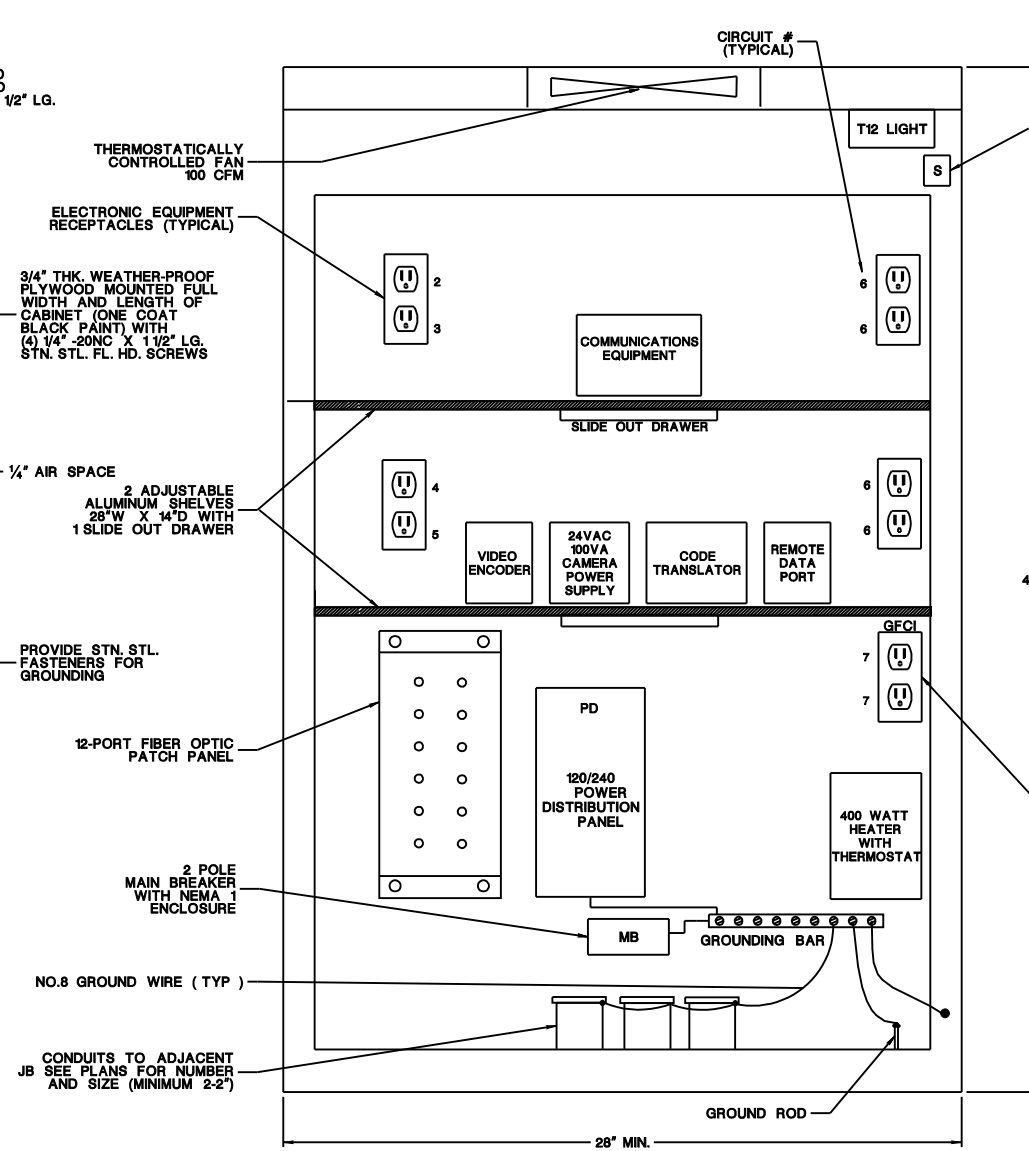 CIRCUIT #
(TYPICAL)
1/2" LG.
T12 LIGHT
THERMOSTATICALLY
CONTROLLED FAN
100 CFM
S
ELECTRONIC EQUIPMENT
RECEPTACLES (TYPICAL)
3/4" THK. WEATHER-PROOF
PLYWOOD MOUNTED FULL
WIDTH AND LENGTH OF
CABINET (ONE COAT
BLACK PAINT) WITH
(4) 1/4" -20NC X 1 1/2" LG.
STN. STL. FL. HD. SCREWS
2
3
6
6
COMMUNICATIONS
EQUIPMENT
SLIDE OUT DRAWER
1/4" AIR SPACE
2 ADJUSTABLE
ALUMINUM SHELVES
28"W X 14"D WITH
1 SLIDE OUT DRAWER
4
5
6
6
VIDEO
ENCODER
24VAC
100VA
CAMERA
POWER
SUPPLY
CODE
TRANSLATOR
REMOTE
DATA
PORT
4
GFCI
7
7
PROVIDE STN. STL.
FASTENERS FOR
GROUNDING
12-PORT FIBER OPTIC
PATCH PANEL
PD
120/240
POWER
DISTRIBUTION
PANEL
400 WATT
HEATER
WITH
THERMOSTAT
2 POLE
MAIN BREAKER
WITH NEMA 1
ENCLOSURE
MB
GROUNDING BAR
NO.8 GROUND WIRE ( TYP )
CONDUITS TO ADJACENT
JB SEE PLANS FOR NUMBER
AND SIZE (MINIMUM 2-2")
GROUND ROD
28" MIN.